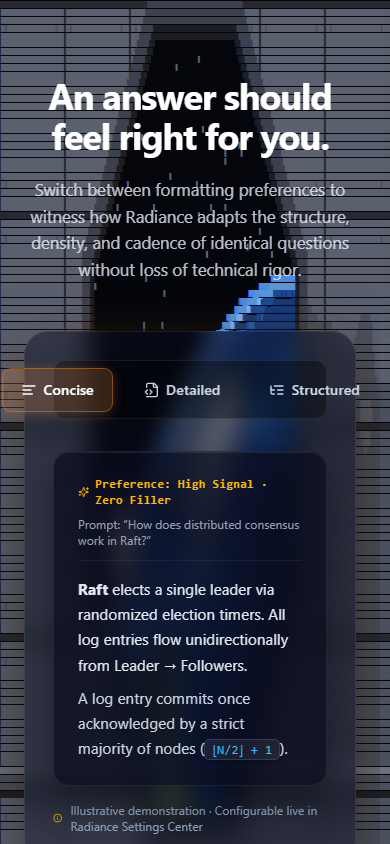 An answer should
feel right for you.
Switch between formatting preferences to
witness how Radiance adapts the structure,
density, and cadence of identical questions
without loss of technical rigor.
Concise Detailed Structured
Preference: High Signal ·
Zero Filler
Prompt: "How does distributed consensus
work in Raft?"
Raft elects a single leader via
randomized election timers. All
log entries flow unidirectionally
from Leader → Followers.
A log entry commits once
acknowledged by a strict
majority of nodes (⌊N/2⌋ + 1).
Illustrative demonstration · Configurable live in
Radiance Settings Center